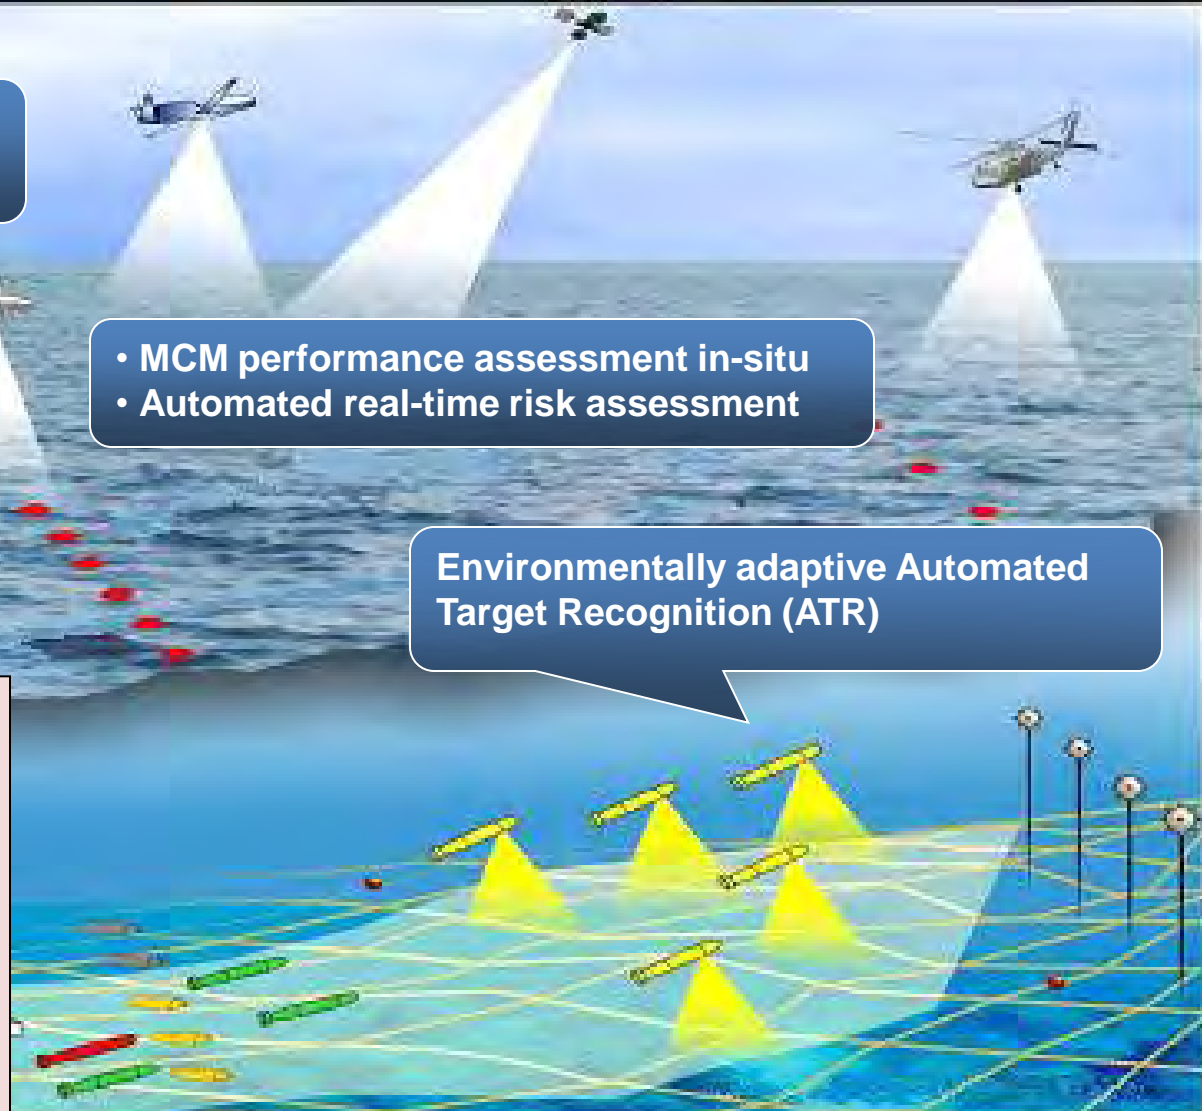 • MCM performance assessment in-situ
• Automated real-time risk assessment
Environmentally adaptive Automated
Target Recognition (ATR)